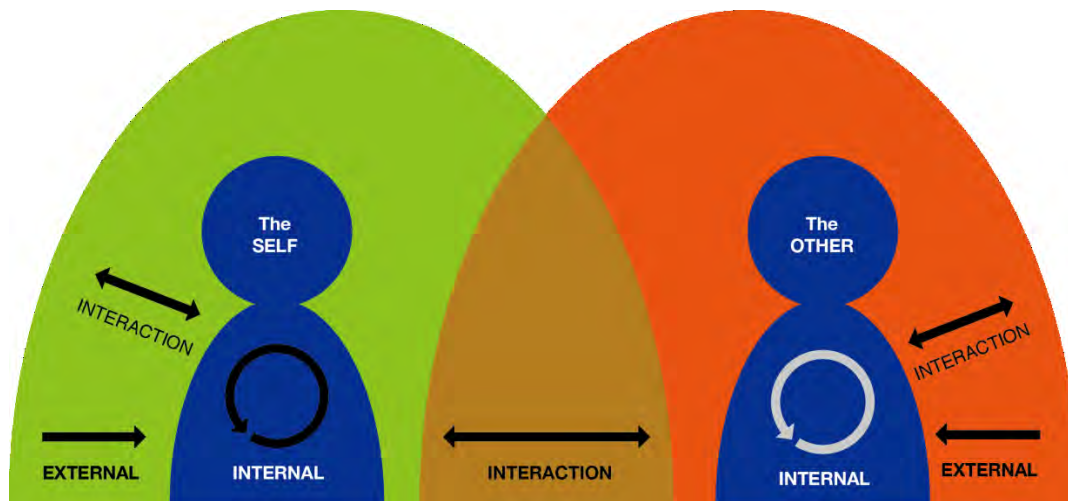 The
SELF
The
OTHER
INTERACTION
INTERACTION
EXTERNAL
INTERNAL
INTERACTION
INTERNAL
EXTERNAL